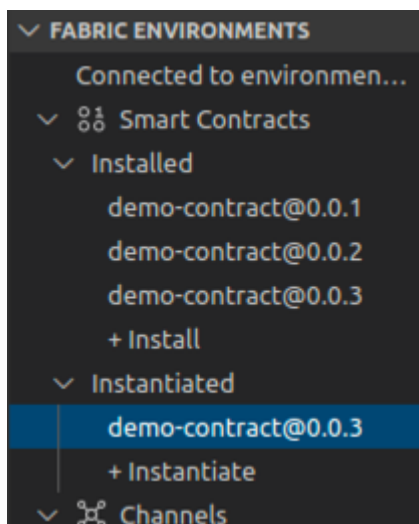 FABRIC ENVIRONMENTS
Connected to environmen...
Smart Contracts
Installed
demo-contract@0.0.1
demo-contract@0.0.2
demo-contract@0.0.3
+ Install
Instantiated
demo-contract@0.0.3
+ Instantiate
Channels